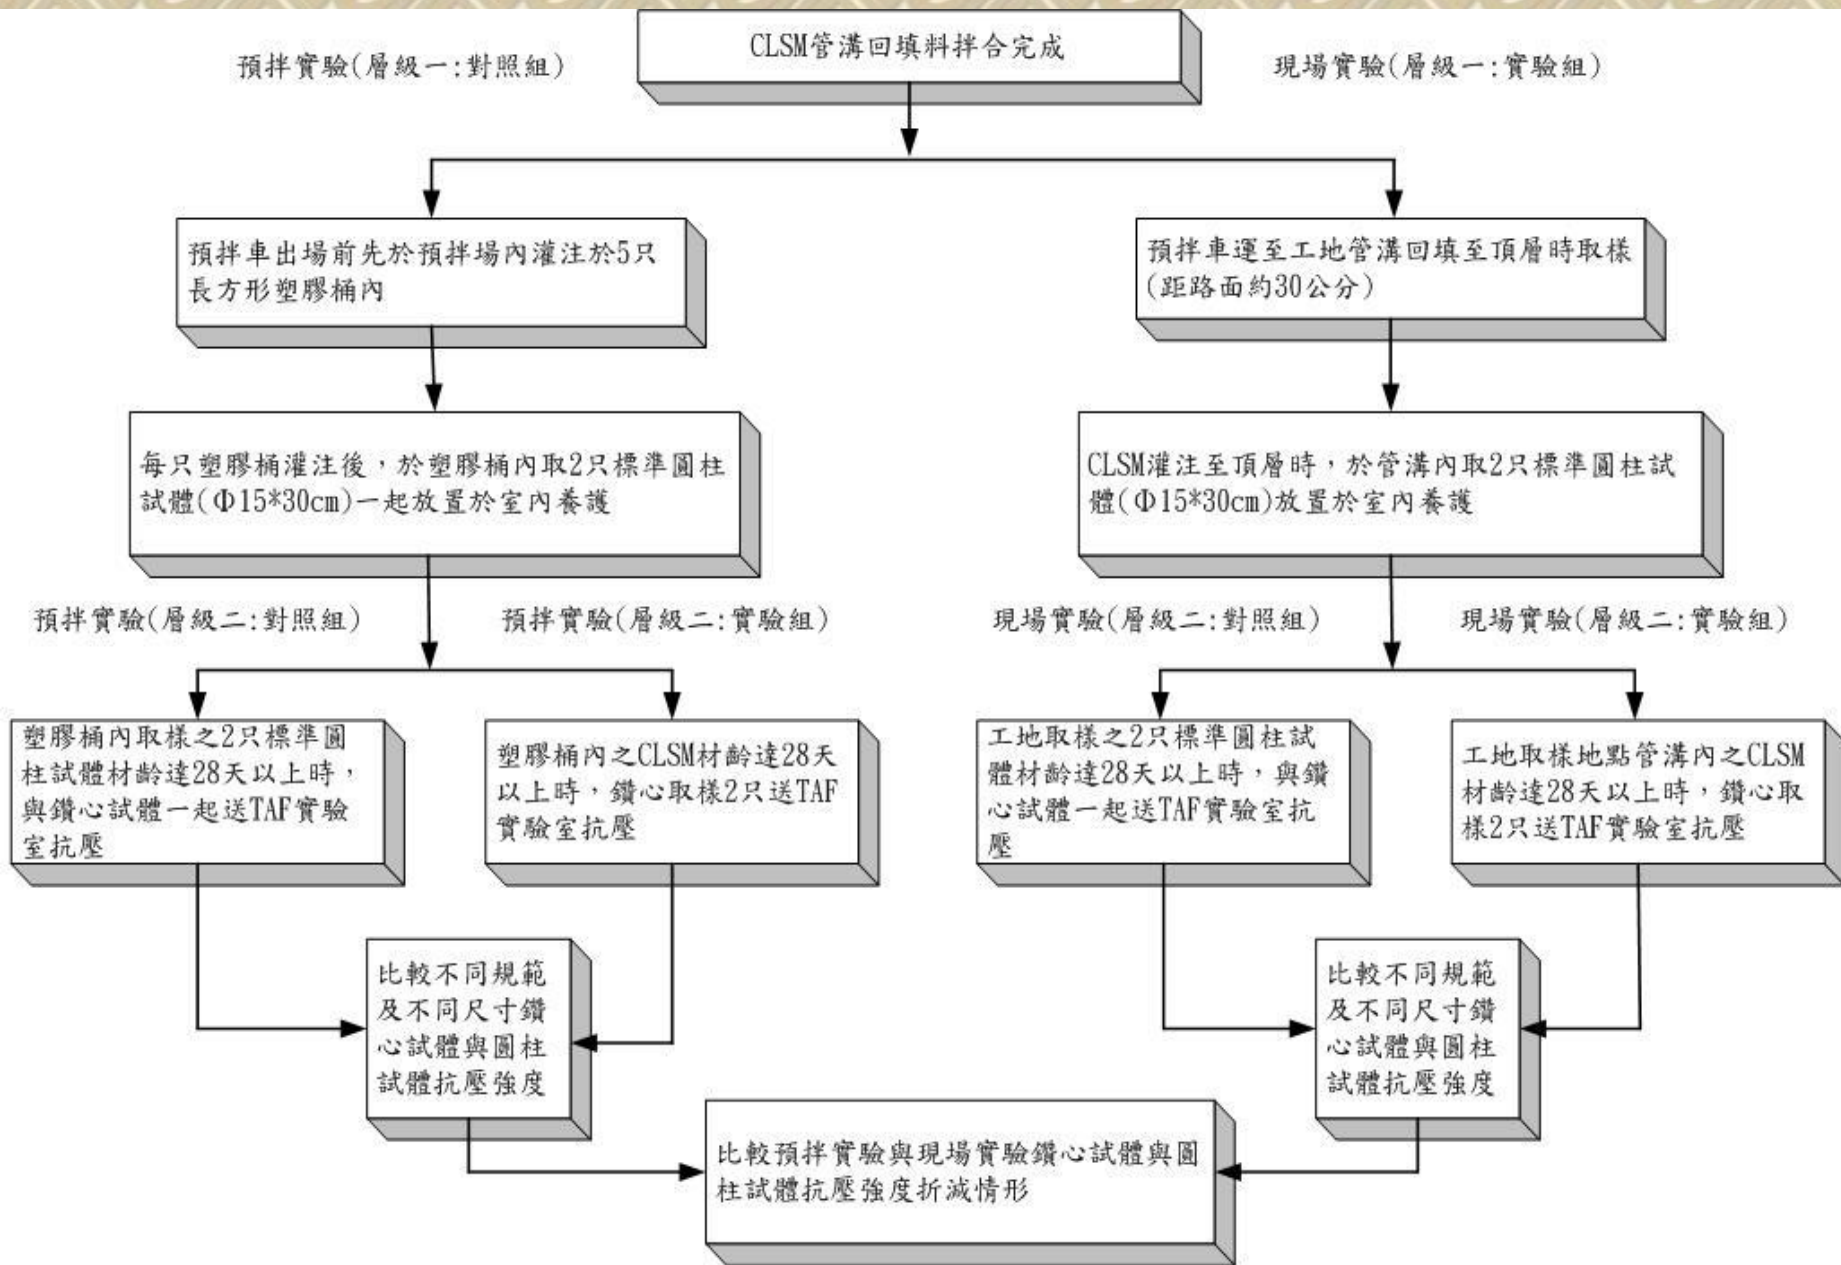 CLSM管溝回填料拌合完成
預拌實驗(層級一:對照組)
現場實驗(層級一:實驗組)
預拌車出場前先於預拌場內灌注於5只
長方形塑膠桶內
預拌車運至工地管溝回填至頂層時取樣
(距路面約30公分)
每只塑膠桶灌注後，於塑膠桶內取2只標準圓柱
試體(Φ15*30cm)一起放置於室內養護
CLSM灌注至頂層時，於管溝內取2只標準圓柱試
體(Φ15*30cm)放置於室內養護
預拌實驗(層級二:對照組)
預拌實驗(層級二:實驗組)
現場實驗(層級二:對照組)
現場實驗(層級二:實驗組)
塑膠桶內取樣之2只標準圓
柱試體材齡達28天以上時，
與鑽心試體一起送TAF實驗
室抗壓
塑膠桶內之CLSM材齡達28天
以上時，鑽心取樣2只送TAF
實驗室抗壓
工地取樣之2只標準圓柱試
體材齡達28天以上時，與鑽
心試體一起送TAF實驗室抗
壓
工地取樣地點管溝內之CLSM
材齡達28天以上時，鑽心取
樣2只送TAF實驗室抗壓
比較不同規範
及不同尺寸鑽
心試體與圓柱
試體抗壓強度
比較不同規範
及不同尺寸鑽
心試體與圓柱
試體抗壓強度
比較預拌實驗與現場實驗鑽心試體與圓
柱試體抗壓強度折減情形